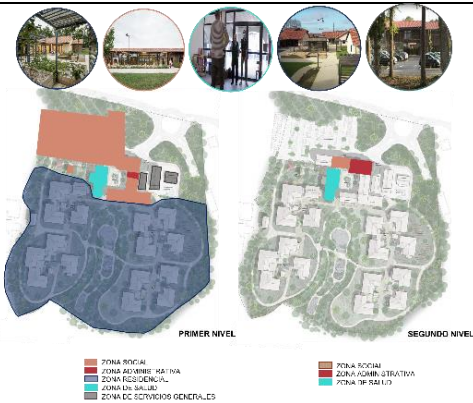 PRIMER NIVEL
SEGUNDO NIVEL
ZONA SOCIAL
ZONA ADMINISTRATIVA
ZONA RESIDENCIAL
ZONA DE SALUD
ZONA DE SERVICIOS GENERALES
ZONA SOCIAL
ZONA ADMINISTRATIVA
ZONA DE SALUD